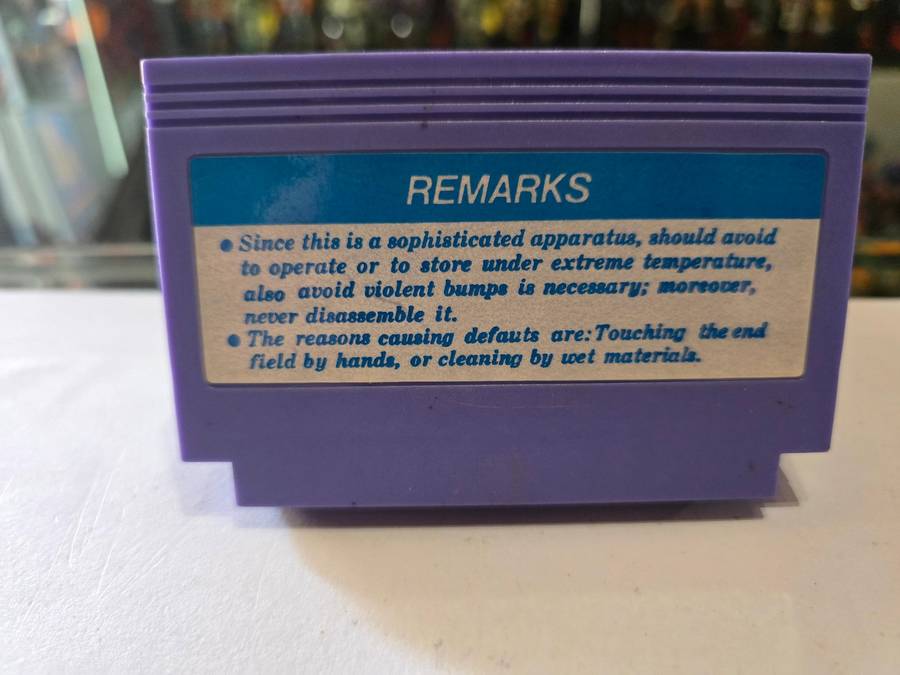 REMARKS
● Since this is a sophisticated apparatus, should avoid
to operate or to store under extreme temperature,
also avoid violent bumps is necessary; moreover,
never disassemble it.
● The reasons causing defauts are: Touching the end
field by hands, or cleaning by wet materials.